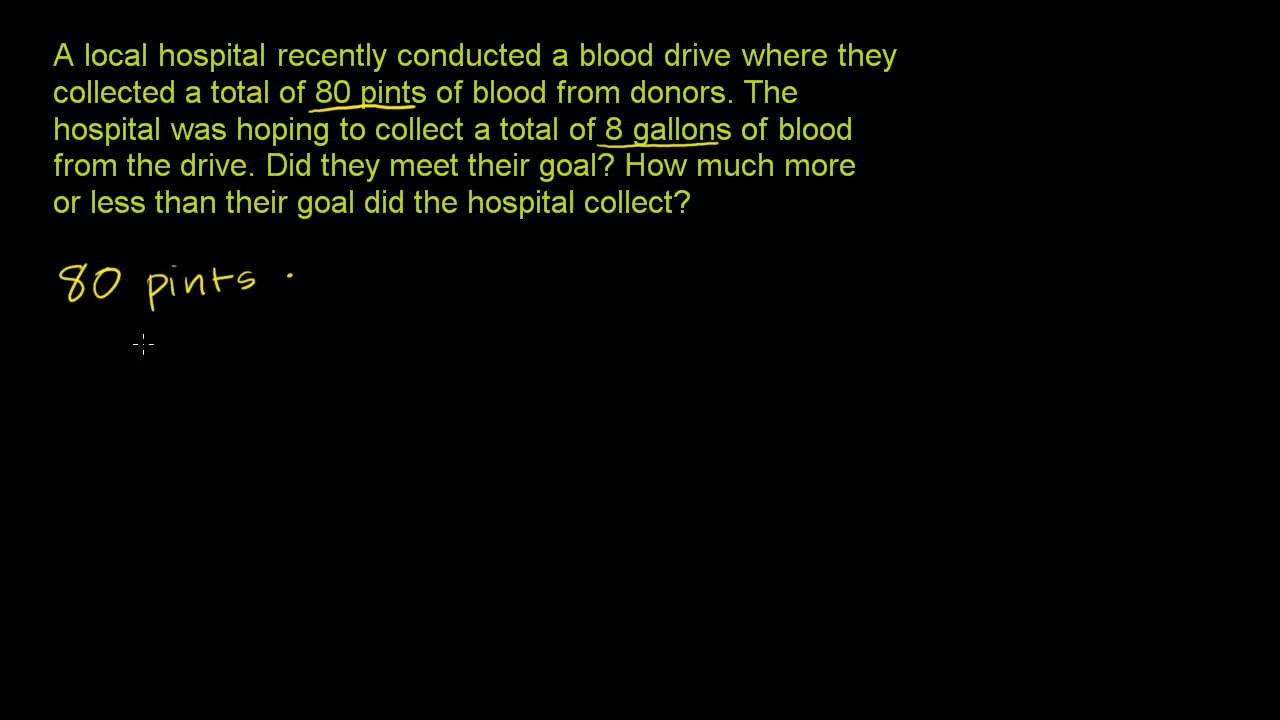 A local hospital recently conducted a blood drive where they
collected a total of 80 pints of blood from donors. The
hospital was hoping to collect a total of 8 gallons of blood
from the drive. Did they meet their goal? How much more
or less than their goal did the hospital collect?
80 pints ·